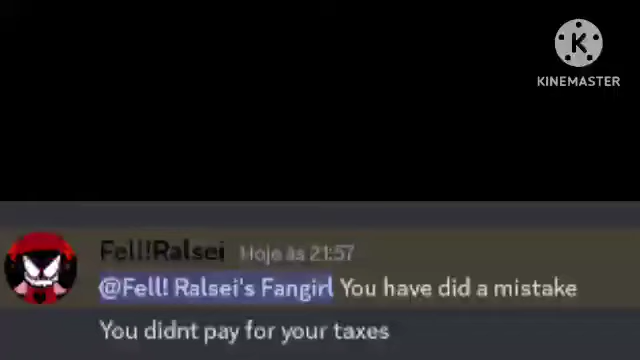 K
KINEMASTER
Fell!Ralsei Hoje às 21:57
@Fell! Ralsei's Fangirl You have did a mistake
You didnt pay for your taxes